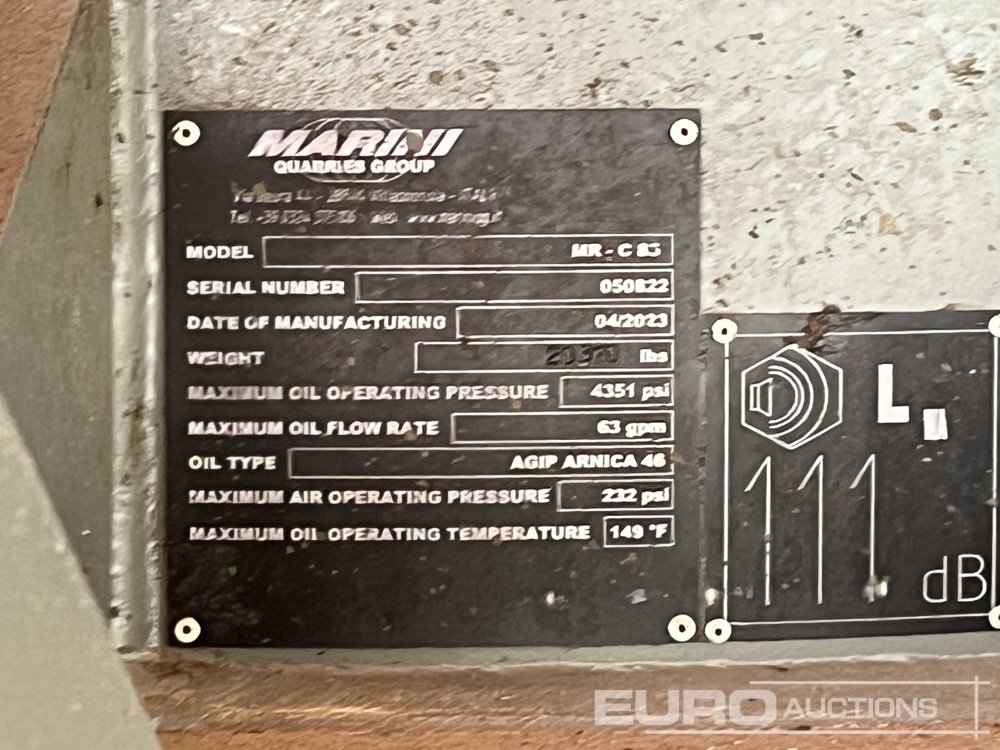 MARINI
QUARRIES GROUP
MODEL MR - C 85
SERIAL NUMBER 050822
DATE OF MANUFACTURING 04/2023
WEIGHT lbs
MAXIMUM OIL OPERATING PRESSURE 4351 psi
MAXIMUM OIL FLOW RATE 63 gpm
OIL TYPE AGIP ARNICA 46
MAXIMUM AIR OPERATING PRESSURE 232 psi
MAXIMUM OIL OPERATING TEMPERATURE 149 °F
L
111
dB
EURO AUCTIONS